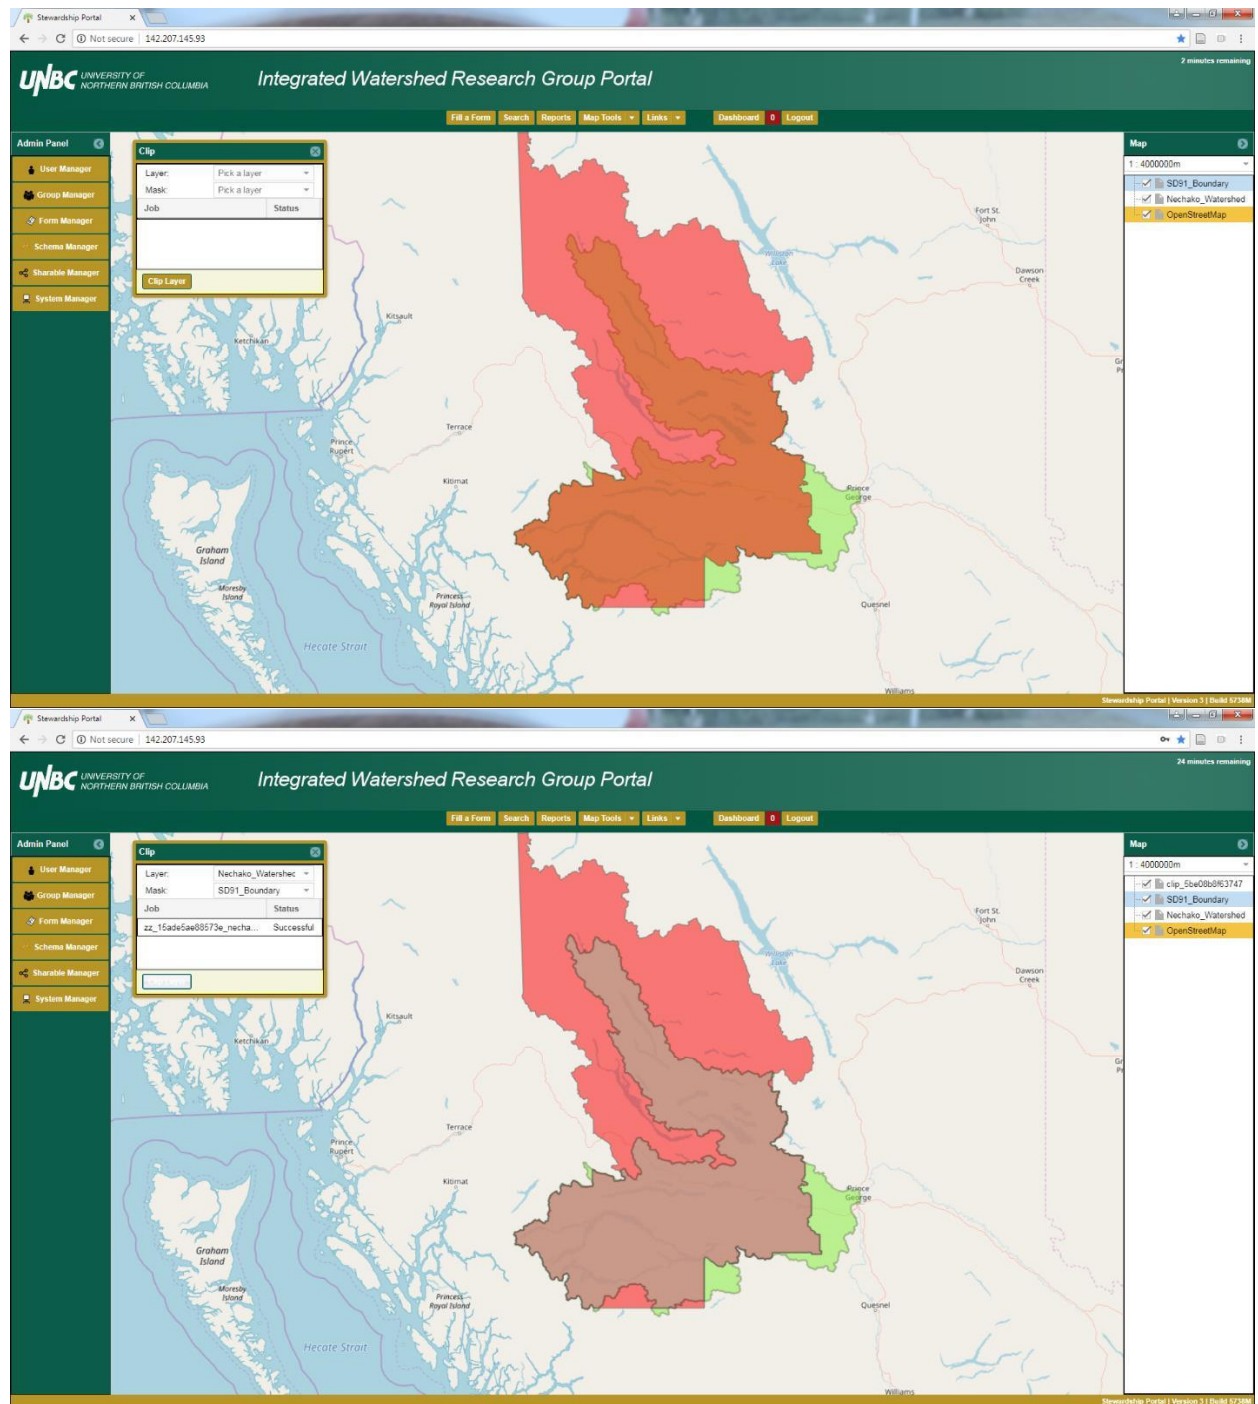 Stewardship Portal
Not secure 142.207.145.93
2 minutes remaining
UNBC UNIVERSITY OF
NORTHERN BRITISH COLUMBIA
Integrated Watershed Research Group Portal
Fill a Form Search Reports Map Tools Links Dashboard 0 Logout
Admin Panel
User Manager
Group Manager
Form Manager
Schema Manager
Sharable Manager
System Manager
Clip
Layer: Pick a layer
Mask: Pick a layer
Job Status
Clip Layer
Map
1 : 4000000m
SD91_Boundary
Nechako_Watershed
OpenStreetMap
Fort St.
John
Williston
Lake
Dawson
Creek
Kitsault
Ketchikan
Terrace
Prince
Rupert
Kitimat
Prince
George
Graham
Island
Moresby
Island
Princess
Royal Island
Quesnel
Hecate Strait
Williams
Stewardship Portal | Version 3 | Build 6738M
Stewardship Portal
Not secure 142.207.145.93
24 minutes remaining
UNBC UNIVERSITY OF
NORTHERN BRITISH COLUMBIA
Integrated Watershed Research Group Portal
Fill a Form Search Reports Map Tools Links Dashboard 0 Logout
Admin Panel
User Manager
Group Manager
Form Manager
Schema Manager
Sharable Manager
System Manager
Clip
Layer: Nechako_Watershec
Mask: SD91_Boundary
Job Status
zz_15ade5ae88573e_necha... Successful
Map
1 : 4000000m
clip_5be08b8f63747
SD91_Boundary
Nechako_Watershed
OpenStreetMap
Fort St.
John
Williston
Lake
Dawson
Creek
Kitsault
Ketchikan
Terrace
Prince
Rupert
Kitimat
Prince
George
Graham
Island
Moresby
Island
Princess
Royal Island
Quesnel
Hecate Strait
Williams
Stewardship Portal | Version 3 | Build 6738M